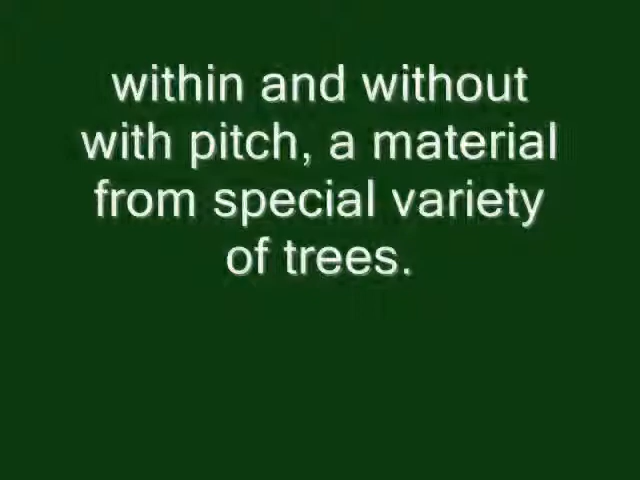 within and without
with pitch, a material
from special variety
of trees.